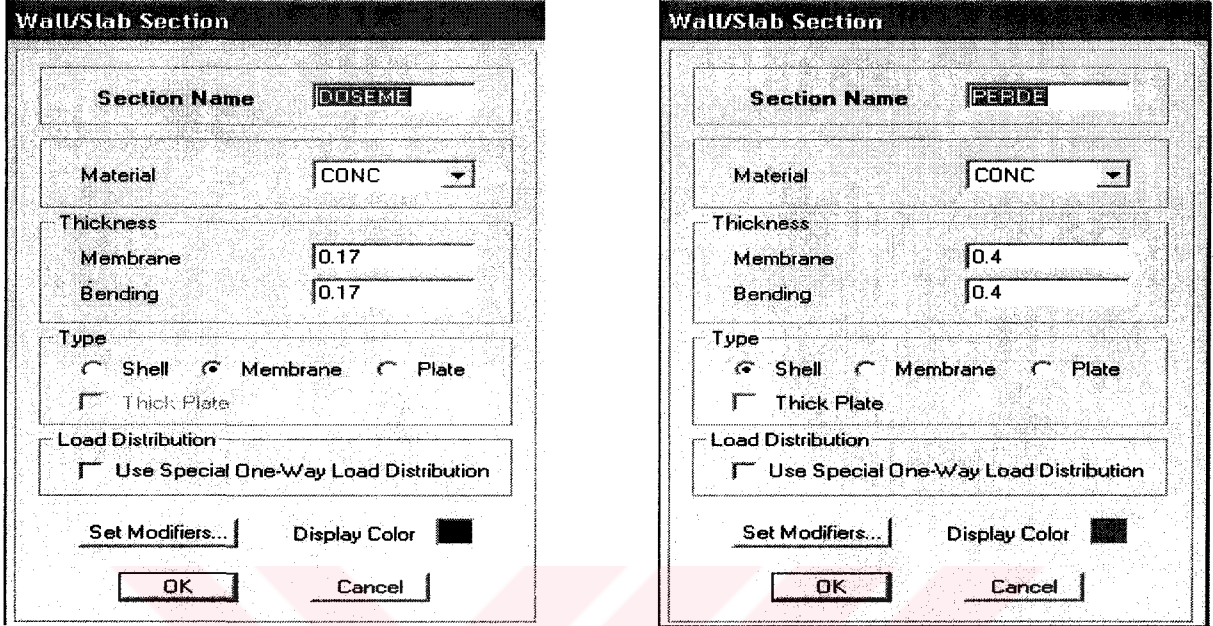 Wall/Slab Section
Section Name DOSEME
Material CONC
Thickness
Membrane 0.17
Bending 0.17
Type
Shell Membrane Plate
Thick Plate
Load Distribution
Use Special One-Way Load Distribution
Set Modifiers... Display Color
OK Cancel
Wall/Slab Section
Section Name PERDE
Material CONC
Thickness
Membrane 0.4
Bending 0.4
Type
Shell Membrane Plate
Thick Plate
Load Distribution
Use Special One-Way Load Distribution
Set Modifiers... Display Color
OK Cancel